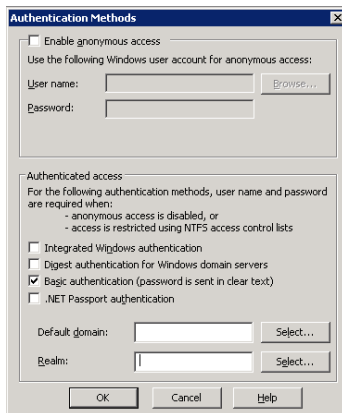 Authentication Methods
Enable anonymous access
Use the following Windows user account for anonymous access:
User name:
Browse...
Password:
Authenticated access
For the following authentication methods, user name and password
are required when:
- anonymous access is disabled, or
- access is restricted using NTFS access control lists
Integrated Windows authentication
Digest authentication for Windows domain servers
Basic authentication (password is sent in clear text)
.NET Passport authentication
Default domain:
Select...
Realm:
Select...
OK
Cancel
Help